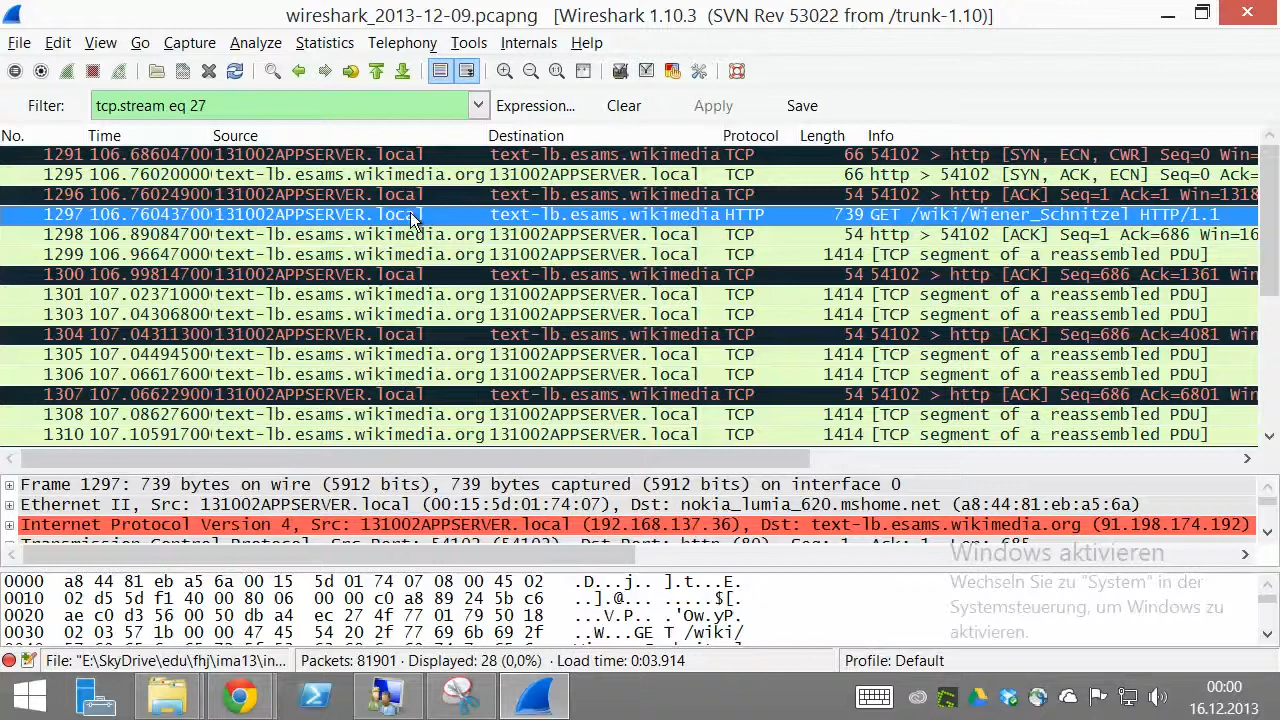 wireshark_2013-12-09.pcapng [Wireshark 1.10.3 (SVN Rev 53022 from /trunk-1.10)]
File Edit View Go Capture Analyze Statistics Telephony Tools Internals Help
Filter: tcp.stream eq 27 Expression... Clear Apply Save
No. Time Source Destination Protocol Length Info
1291 106.686047000 131002APPSERVER.local text-lb.esams.wikimedia TCP 66 54102 > http [SYN, ECN, CWR] Seq=0 Win=
1295 106.76020000 text-lb.esams.wikimedia.org 131002APPSERVER.local TCP 66 http > 54102 [SYN, ACK, ECN] Seq=0 Ack=
1296 106.76024900 131002APPSERVER.local text-lb.esams.wikimedia TCP 54 54102 > http [ACK] Seq=1 Ack=1 Win=1318
1297 106.76043700 131002APPSERVER.local text-lb.esams.wikimedia HTTP 739 GET /wiki/Wiener_Schnitzel HTTP/1.1
1298 106.89084700 text-lb.esams.wikimedia.org 131002APPSERVER.local TCP 54 http > 54102 [ACK] Seq=1 Ack=686 Win=16
1299 106.96647000 text-lb.esams.wikimedia.org 131002APPSERVER.local TCP 1414 [TCP segment of a reassembled PDU]
1300 106.99814700 131002APPSERVER.local text-lb.esams.wikimedia TCP 54 54102 > http [ACK] Seq=686 Ack=1361 Win
1301 107.02371000 text-lb.esams.wikimedia.org 131002APPSERVER.local TCP 1414 [TCP segment of a reassembled PDU]
1303 107.04306800 text-lb.esams.wikimedia.org 131002APPSERVER.local TCP 1414 [TCP segment of a reassembled PDU]
1304 107.04311300 131002APPSERVER.local text-lb.esams.wikimedia TCP 54 54102 > http [ACK] Seq=686 Ack=4081 Win
1305 107.04494500 text-lb.esams.wikimedia.org 131002APPSERVER.local TCP 1414 [TCP segment of a reassembled PDU]
1306 107.06617600 text-lb.esams.wikimedia.org 131002APPSERVER.local TCP 1414 [TCP segment of a reassembled PDU]
1307 107.06622900 131002APPSERVER.local text-lb.esams.wikimedia TCP 54 54102 > http [ACK] Seq=686 Ack=6801 Win
1308 107.08627600 text-lb.esams.wikimedia.org 131002APPSERVER.local TCP 1414 [TCP segment of a reassembled PDU]
1310 107.10591700 text-lb.esams.wikimedia.org 131002APPSERVER.local TCP 1414 [TCP segment of a reassembled PDU]
Frame 1297: 739 bytes on wire (5912 bits), 739 bytes captured (5912 bits) on interface 0
Ethernet II, Src: 131002APPSERVER.local (00:15:5d:01:74:07), Dst: nokia_lumia_620.mshome.net (a8:44:81:eb:a5:6a)
Internet Protocol Version 4, Src: 131002APPSERVER.local (192.168.137.36), Dst: text-lb.esams.wikimedia.org (91.198.174.192)
Transmission Control Protocol, Src Port: 54102 (54102), Dst Port: http (80), Seq: 1, Ack: 1, Len: 685
Windows aktivieren
Wechseln Sie zu "System" in der
Systemsteuerung, um Windows zu
aktivieren.
0000 a8 44 81 eb a5 6a 00 15 5d 01 74 07 08 00 45 02 .D...j.. ].t...E.
0010 02 d5 5d f1 40 00 80 06 00 00 c0 a8 89 24 5b c6 ..].@... .....$[.
0020 ae c0 d3 56 00 50 db a4 ec 27 4f 77 01 79 50 18 ...V.P.. .'Ow.yP.
0030 02 03 57 1b 00 00 47 45 54 20 2f 77 69 6b 69 2f ..W...GE T /wiki/
File: "E:\SkyDrive\edu\fhj\ima13\in... Packets: 81901 · Displayed: 28 (0,0%) · Load time: 0:03.914 Profile: Default
00:00
16.12.2013